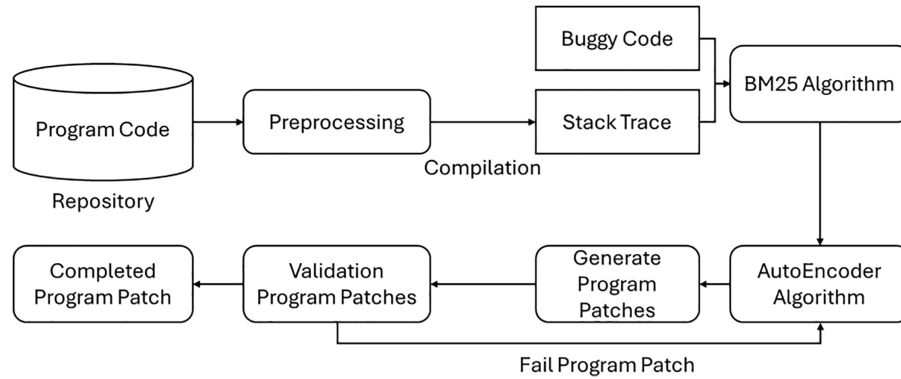 Program Code
Repository
Preprocessing
Compilation
Buggy Code
Stack Trace
BM25 Algorithm
AutoEncoder
Algorithm
Generate
Program
Patches
Validation
Program Patches
Completed
Program Patch
Fail Program Patch